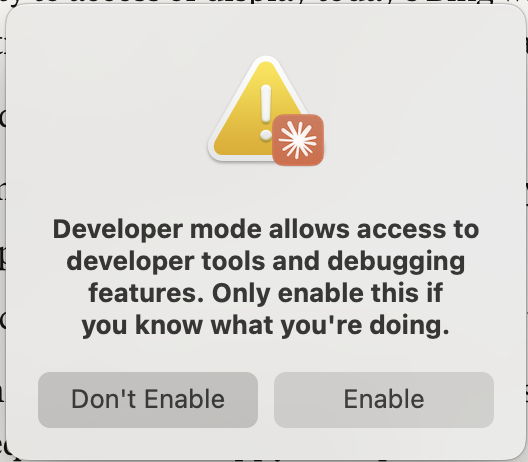 Developer mode allows access to
developer tools and debugging
features. Only enable this if
you know what you're doing.
Don't Enable
Enable